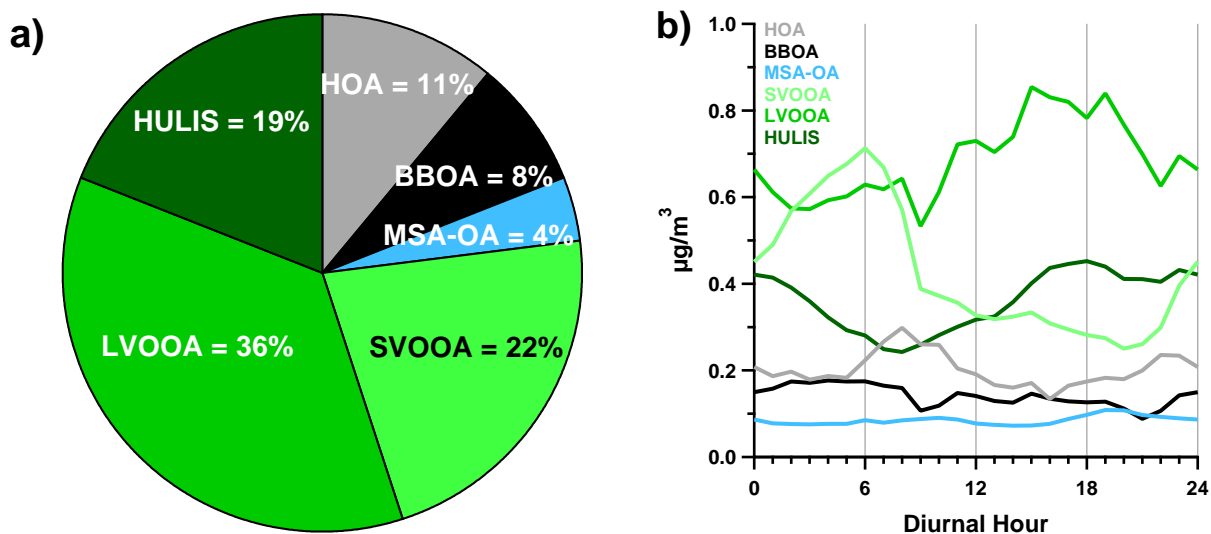 a)
HOA = 11%
HULIS = 19%
BBOA = 8%
MSA-OA = 4%
LVOOA = 36%
SVOOA = 22%
b)
HOA
BBOA
MSA-OA
SVOOA
LVOOA
HULIS
1.0
0.8
0.6
0.4
0.2
0.0
µg/m³
0 6 12 18 24
Diurnal Hour